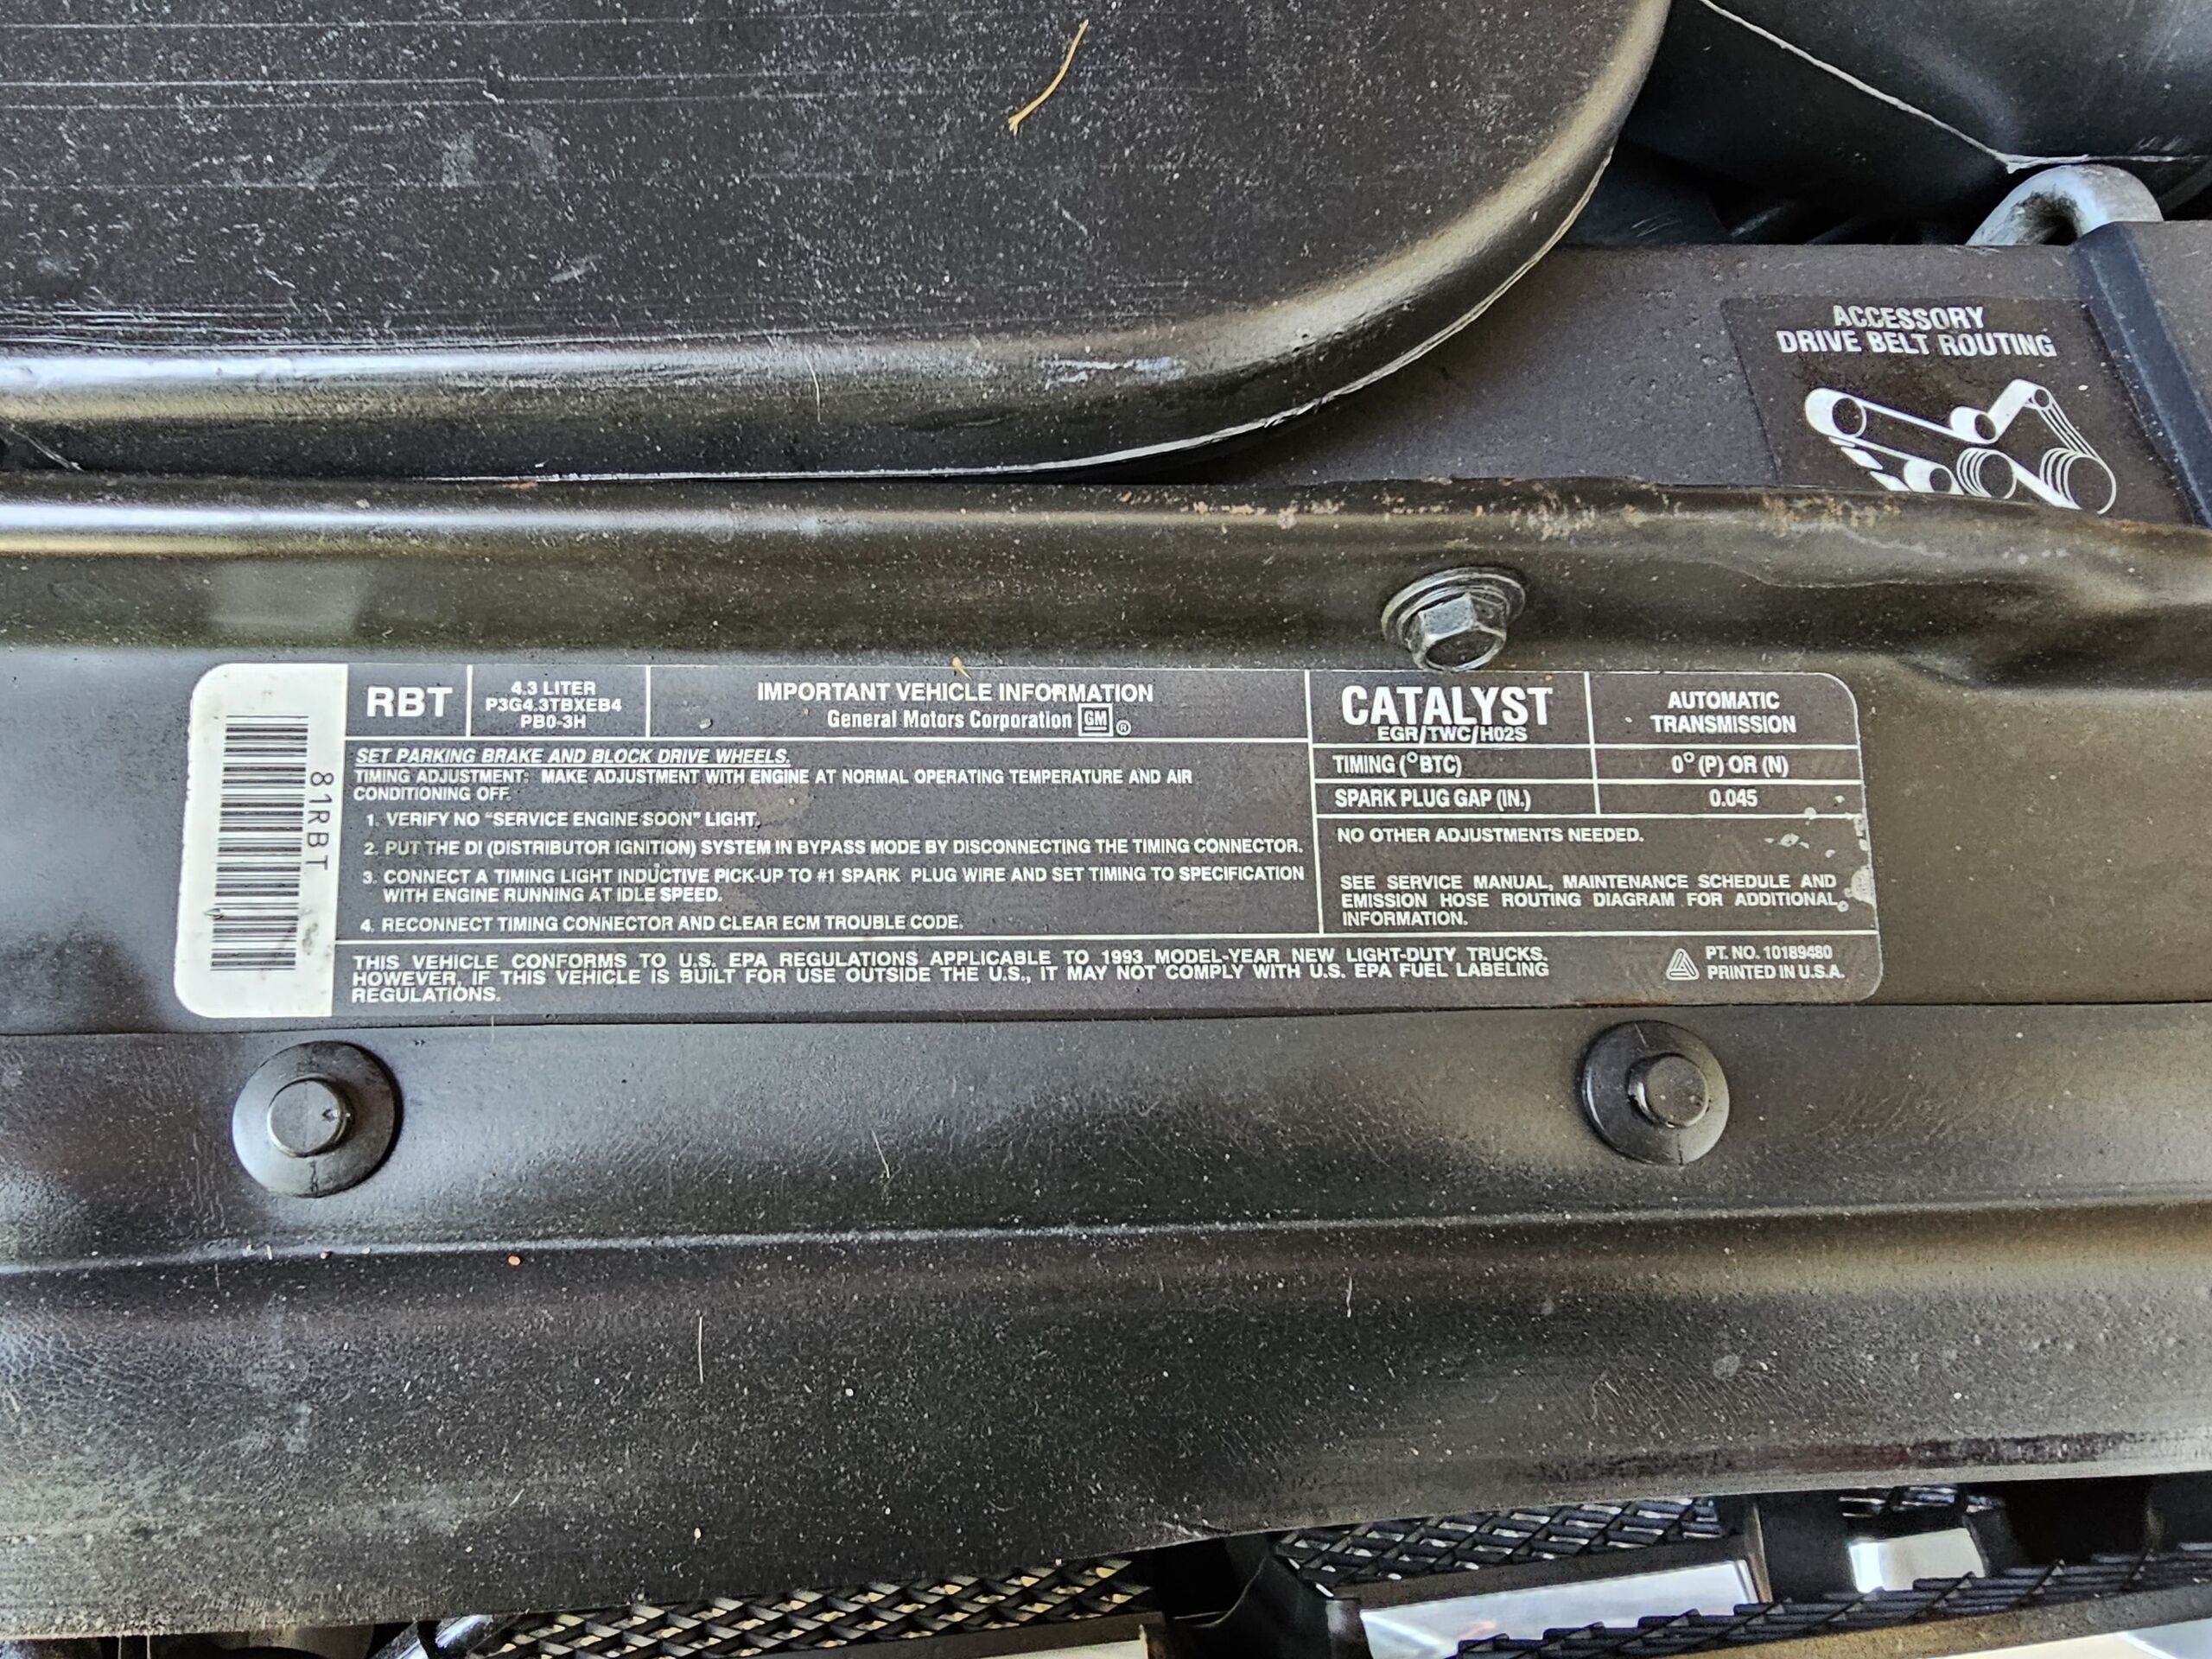 ACCESSORY
DRIVE BELT ROUTING
81RBT
RBT
4.3 LITER
P3G4.3TBXEB4
PB0-3H
IMPORTANT VEHICLE INFORMATION
General Motors Corporation GM ®
SET PARKING BRAKE AND BLOCK DRIVE WHEELS.
TIMING ADJUSTMENT: MAKE ADJUSTMENT WITH ENGINE AT NORMAL OPERATING TEMPERATURE AND AIR
CONDITIONING OFF.
1. VERIFY NO "SERVICE ENGINE SOON" LIGHT.
2. PUT THE DI (DISTRIBUTOR IGNITION) SYSTEM IN BYPASS MODE BY DISCONNECTING THE TIMING CONNECTOR.
3. CONNECT A TIMING LIGHT INDUCTIVE PICK-UP TO #1 SPARK PLUG WIRE AND SET TIMING TO SPECIFICATION
WITH ENGINE RUNNING AT IDLE SPEED.
4. RECONNECT TIMING CONNECTOR AND CLEAR ECM TROUBLE CODE.
CATALYST
EGR/TWC/HO2S
AUTOMATIC
TRANSMISSION
TIMING (°BTC) 0° (P) OR (N)
SPARK PLUG GAP (IN.) 0.045
NO OTHER ADJUSTMENTS NEEDED.
SEE SERVICE MANUAL, MAINTENANCE SCHEDULE AND
EMISSION HOSE ROUTING DIAGRAM FOR ADDITIONAL
INFORMATION.
THIS VEHICLE CONFORMS TO U.S. EPA REGULATIONS APPLICABLE TO 1993 MODEL-YEAR NEW LIGHT-DUTY TRUCKS.
HOWEVER, IF THIS VEHICLE IS BUILT FOR USE OUTSIDE THE U.S., IT MAY NOT COMPLY WITH U.S. EPA FUEL LABELING
REGULATIONS.
PT. NO. 10189480
PRINTED IN U.S.A.